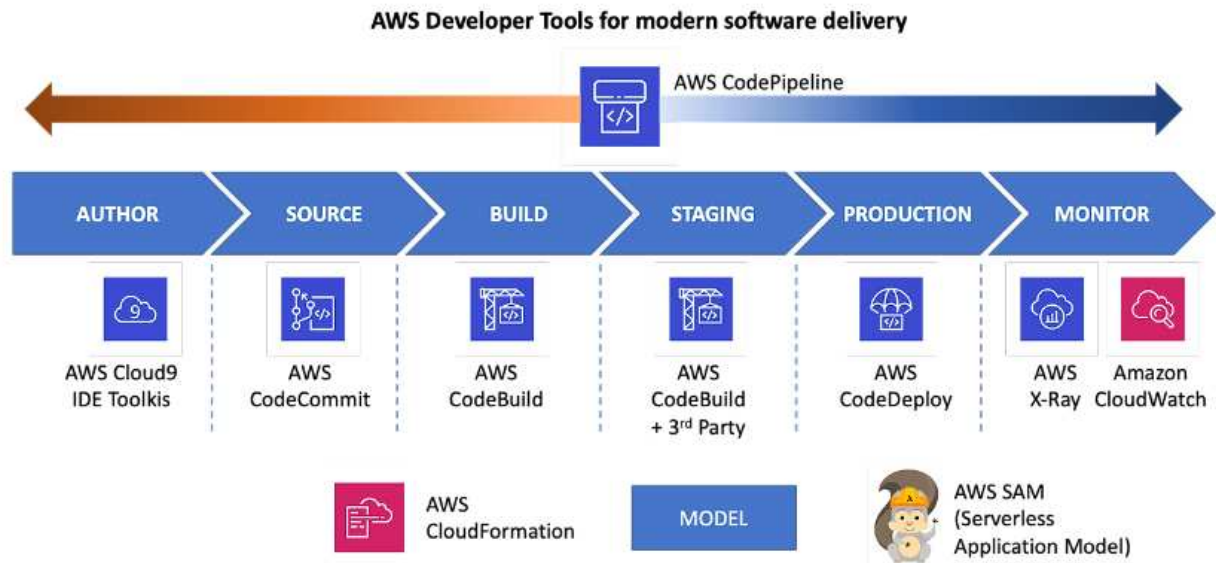 AWS Developer Tools for modern software delivery
AWS CodePipeline
</>
AUTHOR
SOURCE
BUILD
STAGING
PRODUCTION
MONITOR
9
</>
</>
</>
</>
AWS Cloud9
IDE Toolkis
AWS
CodeCommit
AWS
CodeBuild
AWS
CodeBuild
+ 3rd Party
AWS
CodeDeploy
AWS
X-Ray
Amazon
CloudWatch
AWS
CloudFormation
MODEL
AWS SAM
(Serverless
Application Model)